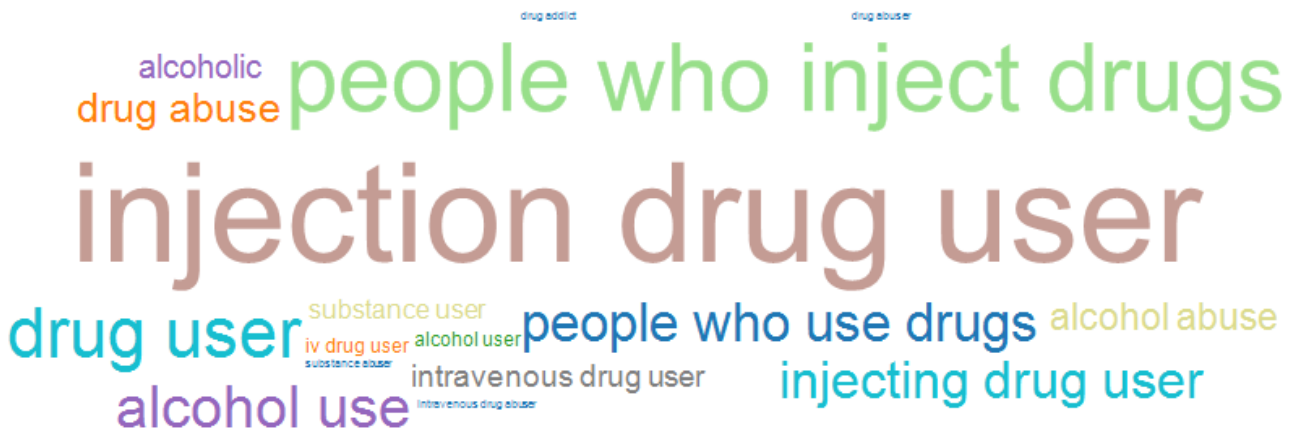 drug addict
drug abuser
alcoholic
people who inject drugs
drug abuse
injection drug user
drug user
substance user
people who use drugs
alcohol abuse
iv drug user
alcohol user
substance abuser
intravenous drug user
injecting drug user
alcohol use
intravenous drug abuser